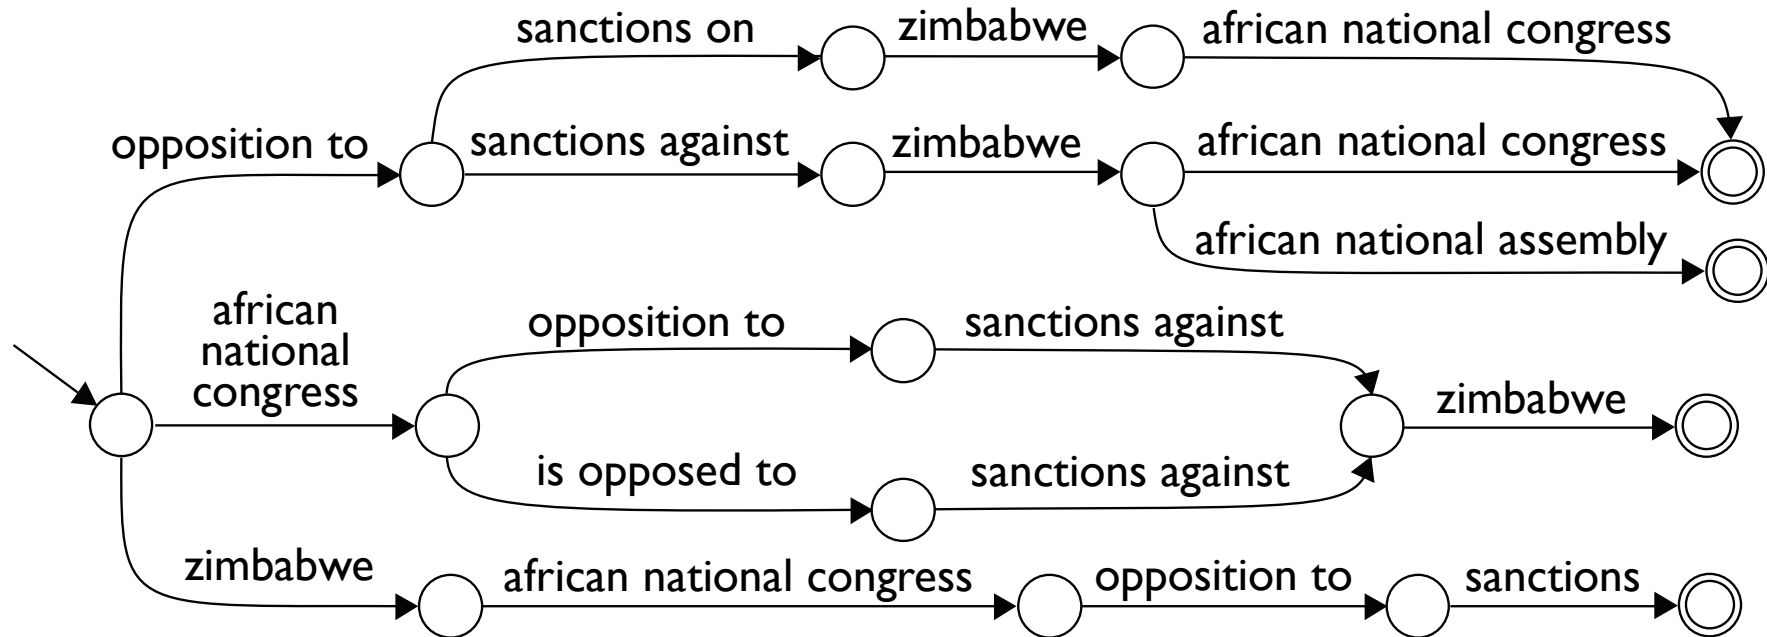 sanctions on
zimbabwe
african national congress
opposition to
sanctions against
zimbabwe
african national congress
african national assembly
african
national
congress
opposition to
sanctions against
zimbabwe
is opposed to
sanctions against
zimbabwe
african national congress
opposition to
sanctions